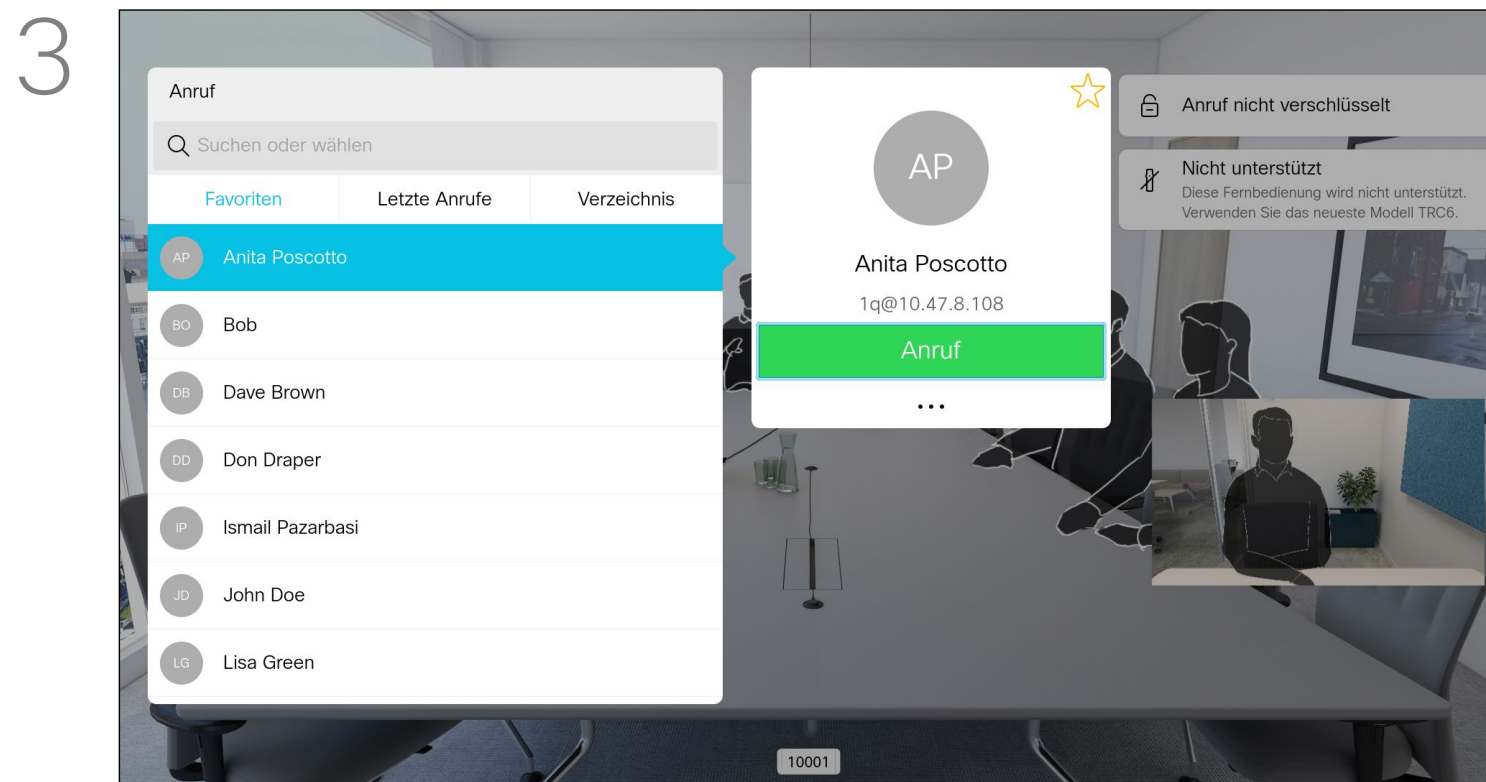 3
Anruf
Suchen oder wählen
Favoriten
Letzte Anrufe
Verzeichnis
AP
Anita Poscotto
BO
Bob
DB
Dave Brown
DD
Don Draper
IP
Ismail Pazarbasi
JD
John Doe
LG
Lisa Green
AP
Anita Poscotto
1q@10.47.8.108
Anruf
...
Anruf nicht verschlüsselt
Nicht unterstützt
Diese Fernbedienung wird nicht unterstützt.
Verwenden Sie das neueste Modell TRC6.
10001